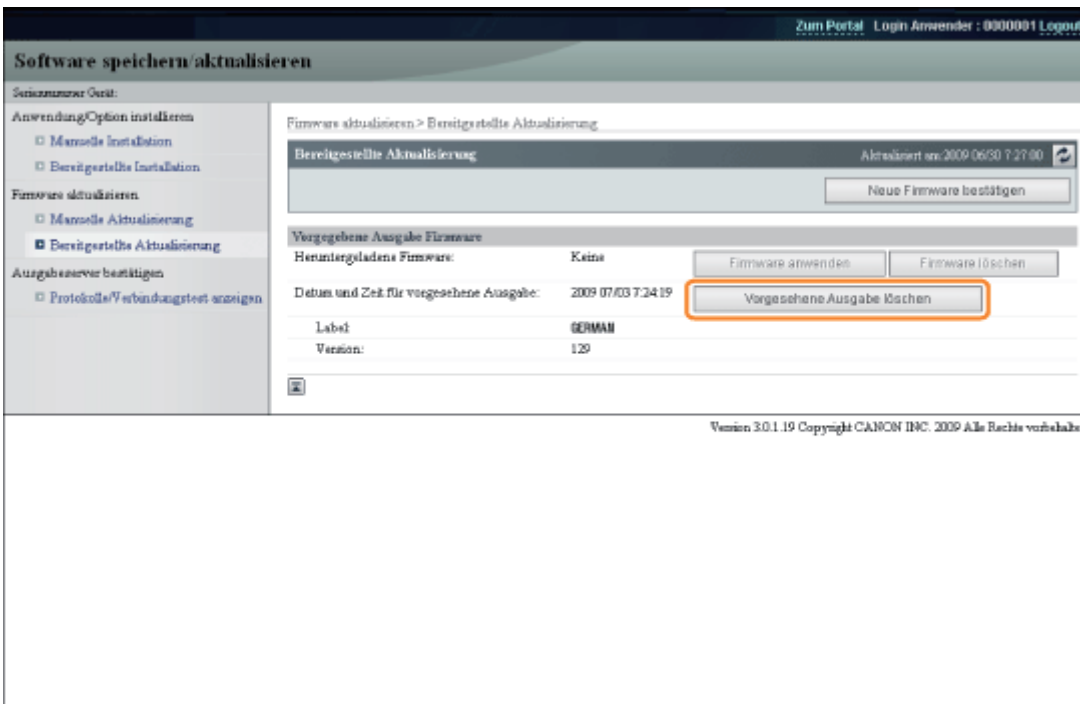 Zum Portal Login Anwender : 0000001 Logout
Software speichern/aktualisieren
Seriennummer Gerät:
Anwendung/Option installieren
Manuelle Installation
Bereitgestellte Installation
Firmware aktualisieren
Manuelle Aktualisierung
Bereitgestellte Aktualisierung
Ausgabeserver bestätigen
Protokolle/Verbindungstest anzeigen
Firmware aktualisieren > Bereitgestellte Aktualisierung
Bereitgestellte Aktualisierung Aktualisiert am:2009 06/30 7:27:00
Neue Firmware bestätigen
Vorgegebene Ausgabe Firmware
Heruntergeladene Firmware: Keine Firmware anwenden Firmware löschen
Datum und Zeit für vorgesehene Ausgabe: 2009 07/03 7:24:19 Vorgesehene Ausgabe löschen
Label: GERMAN
Version: 129
Version 3.0.1.19 Copyright CANON INC. 2009 Alle Rechte vorbehalte